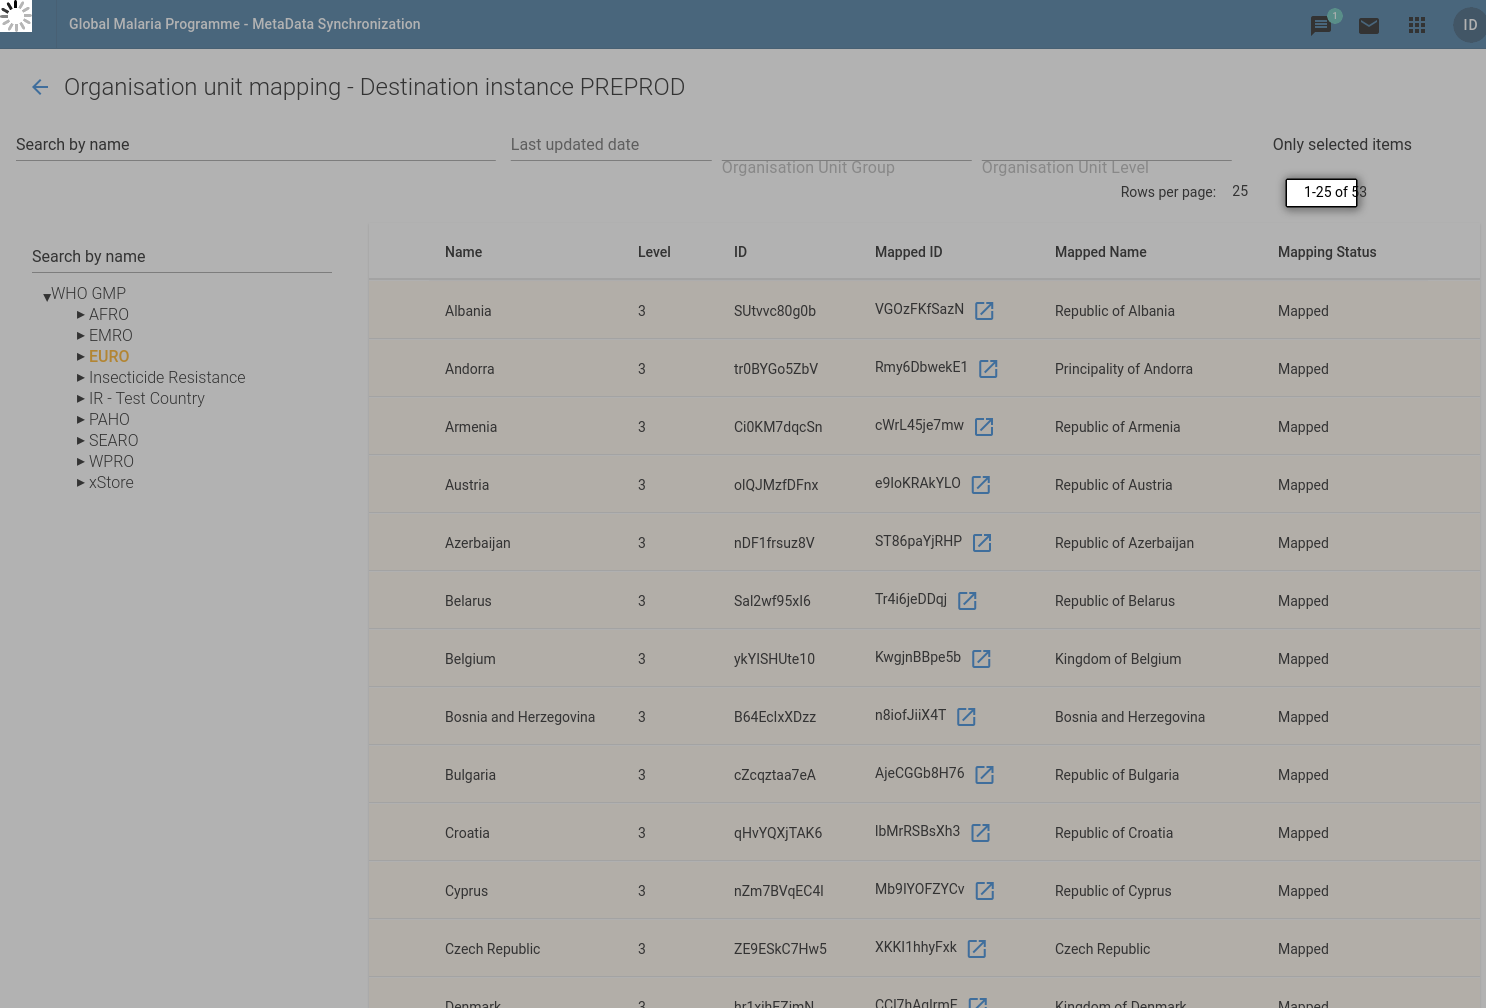 Global Malaria Programme - MetaData Synchronization
1
ID
Organisation unit mapping - Destination instance PREPROD
Search by name
Last updated date
Organisation Unit Group
Organisation Unit Level
Only selected items
Rows per page: 25 1-25 of 53
Search by name
WHO GMP
AFRO
EMRO
EURO
Insecticide Resistance
IR - Test Country
PAHO
SEARO
WPRO
xStore
Name Level ID Mapped ID Mapped Name Mapping Status
Albania 3 SUtvvc80g0b VGOzFKfSazN Republic of Albania Mapped
Andorra 3 tr0BYGo5ZbV Rmy6DbwekE1 Principality of Andorra Mapped
Armenia 3 Ci0KM7dqcSn cWrL45je7mw Republic of Armenia Mapped
Austria 3 olQJMzfDFnx e9IoKRAkYLO Republic of Austria Mapped
Azerbaijan 3 nDF1frsuz8V ST86paYjRHP Republic of Azerbaijan Mapped
Belarus 3 Sal2wf95xI6 Tr4i6jeDDqj Republic of Belarus Mapped
Belgium 3 ykYISHUte10 KwgjnBBpe5b Kingdom of Belgium Mapped
Bosnia and Herzegovina 3 B64EcIxXDzz n8iofJiiX4T Bosnia and Herzegovina Mapped
Bulgaria 3 cZcqztaa7eA AjeCGGb8H76 Republic of Bulgaria Mapped
Croatia 3 qHvYQXjTAK6 lbMrRSBsXh3 Republic of Croatia Mapped
Cyprus 3 nZm7BVqEC4l Mb9IYOFZYCv Republic of Cyprus Mapped
Czech Republic 3 ZE9ESkC7Hw5 XKKI1hhyFxk Czech Republic Mapped
Denmark 3 Kingdom of Denmark Mapped